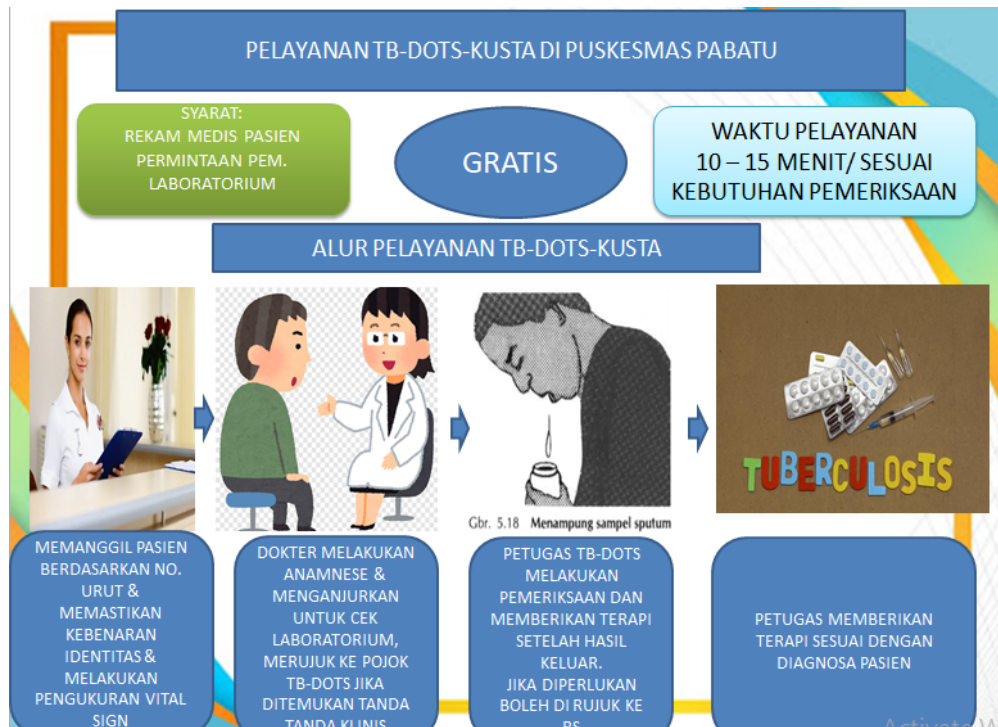 PELAYANAN TB-DOTS-KUSTA DI PUSKESMAS PABATU
SYARAT:
REKAM MEDIS PASIEN
PERMINTAAN PEM.
LABORATORIUM
GRATIS
WAKTU PELAYANAN
10 – 15 MENIT/ SESUAI
KEBUTUHAN PEMERIKSAAN
ALUR PELAYANAN TB-DOTS-KUSTA
Gbr. 5.18 Menampung sampel sputum
TUBERCULOSIS
MEMANGGIL PASIEN
BERDASARKAN NO.
URUT &
MEMASTIKAN
KEBENARAN
IDENTITAS &
MELAKUKAN
PENGUKURAN VITAL
SIGN
DOKTER MELAKUKAN
ANAMNESE &
MENGANJURKAN
UNTUK CEK
LABORATORIUM,
MERUJUK KE POJOK
TB-DOTS JIKA
DITEMUKAN TANDA
TANDA KLINIS
PETUGAS TB-DOTS
MELAKUKAN
PEMERIKSAAN DAN
MEMBERIKAN TERAPI
SETELAH HASIL
KELUAR.
JIKA DIPERLUKAN
BOLEH DI RUJUK KE
RS
PETUGAS MEMBERIKAN
TERAPI SESUAI DENGAN
DIAGNOSA PASIEN
Activate W